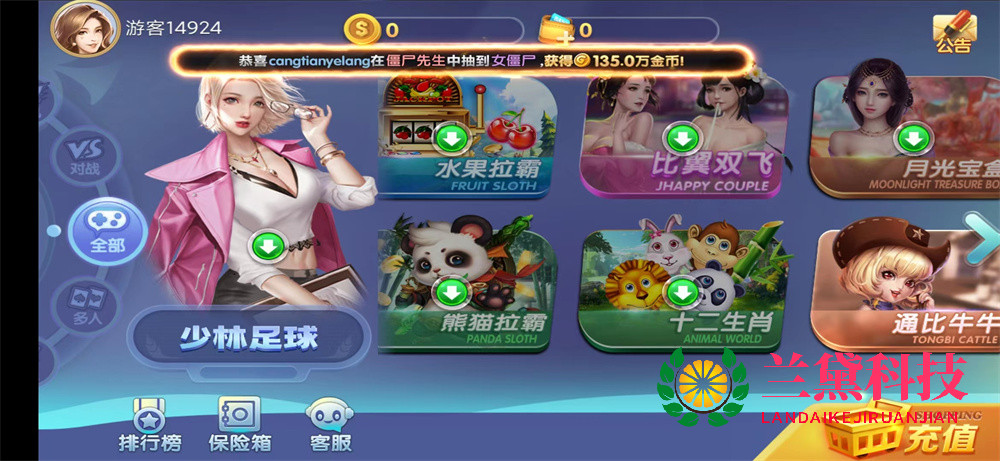 游客14924
0
0
公告
恭喜cangtianyelang在僵尸先生中抽到女僵尸,获得135.0万金币!
VS
对战
全部
多人
少林足球
水果拉霸
FRUIT SLOTH
比翼双飞
JHAPPY COUPLE
月光宝盒
MOONLIGHT TREASURE BO
熊猫拉霸
PANDA SLOTH
十二生肖
ANIMAL WORLD
通比牛牛
TONGBI CATTLE
兰黛科技
LANDAIKEJIRUANJIAN
排行榜
保险箱
客服
充值